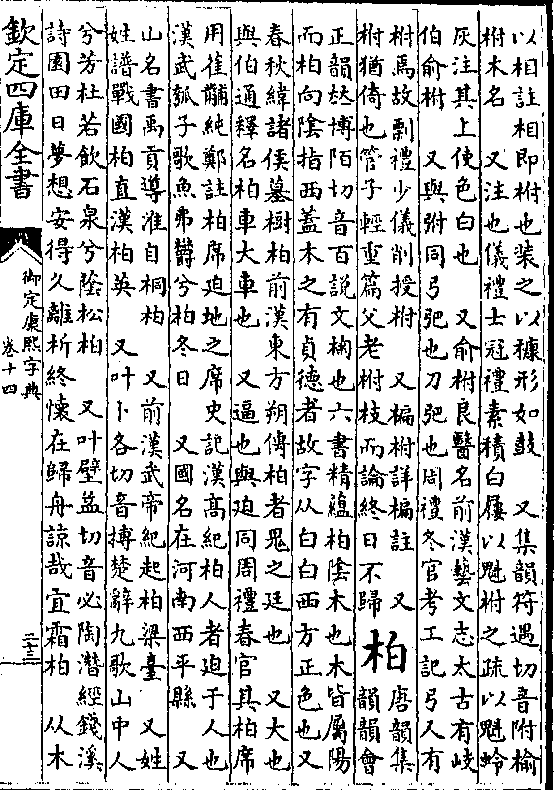 以相註相即柎也装之以糠形如鼓　又集韻符遇切音附榆
柎木名　又注也儀禮士冠禮素積白屨以魁柎之疏以魁蛤
灰注其上使色白也　又俞柎良醫名前漢藝文志太古有岐
伯俞柎　又與弣同弓弝也刀弝也周禮冬官考工記弓人有
柎焉故剽禮少儀削授柎　又楄柎詳楄註　又
柎猶倚也管子輕重篇父老柎枝而論終日不歸
柏
唐韻集
韻韻會
正韻𠀤博陌切音百說文椈也六書精蘊柏陰木也木皆屬陽
而柏向陰指西蓋木之有貞德者故字从白白西方正色也又
春秋緯諸侯墓樹柏前漢東方朔傳柏者鬼之廷也　又大也
與伯通釋名柏車大車也　又逼也與廹同周禮春官其柏席
用萑黼純鄭註柏席廹地之席史記漢高紀柏人者廹于人也
漢武瓠子歌魚弗鬱兮柏冬日　又國名在河南西平縣　又
山名書禹貢導淮自桐柏　又前漢武帝紀起柏梁臺　又姓
姓譜戰國柏直漢柏英　又叶卜各切音搏楚辭九歌山中人
兮芳杜若飲石泉兮蔭松柏　又叶壁益切音必陶潛經錢溪
詩園田日夢想安得久離析終懷在歸舟諒哉宜霜柏　从木
欽定四庫全書
御定康熙字典
卷十四
三十三